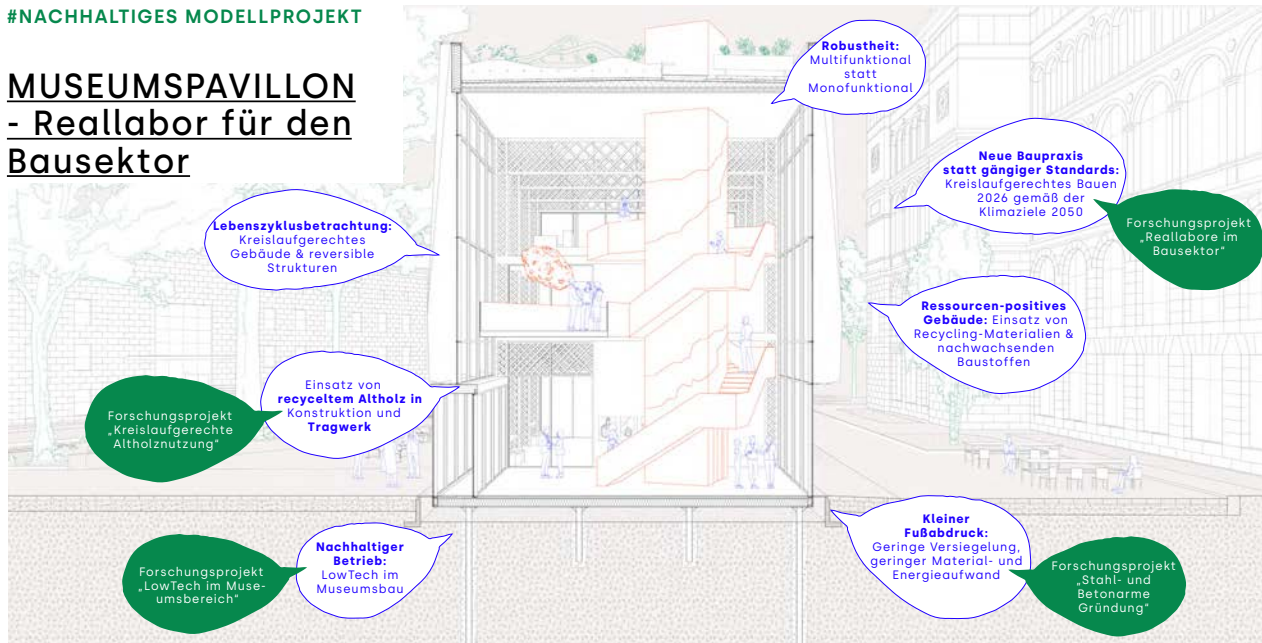 #NACHHALTIGES MODELLPROJEKT
MUSEUMSPAVILLON
- Reallabor für den
Bausektor
Robustheit:
Multifunktional
statt
Monofunktional
Neue Baupraxis
statt gängiger Standards:
Kreislaufgerechtes Bauen
2026 gemäß der
Klimaziele 2050
Forschungsprojekt
„Reallabore im
Bausektor“
Lebenszyklusbetrachtung:
Kreislaufgerechtes
Gebäude & reversible
Strukturen
Ressourcen-positives
Gebäude: Einsatz von
Recycling-Materialien &
nachwachsenden
Baustoffen
Einsatz von
recyceltem Altholz in
Konstruktion und
Tragwerk
Forschungsprojekt
„Kreislaufgerechte
Altholznutzung“
Nachhaltiger
Betrieb:
LowTech im
Museumsbau
Forschungsprojekt
„LowTech im Muse-
umsbereich“
Kleiner
Fußabdruck:
Geringe Versiegelung,
geringer Material- und
Energieaufwand
Forschungsprojekt
„Stahl- und
Betonarme
Gründung“